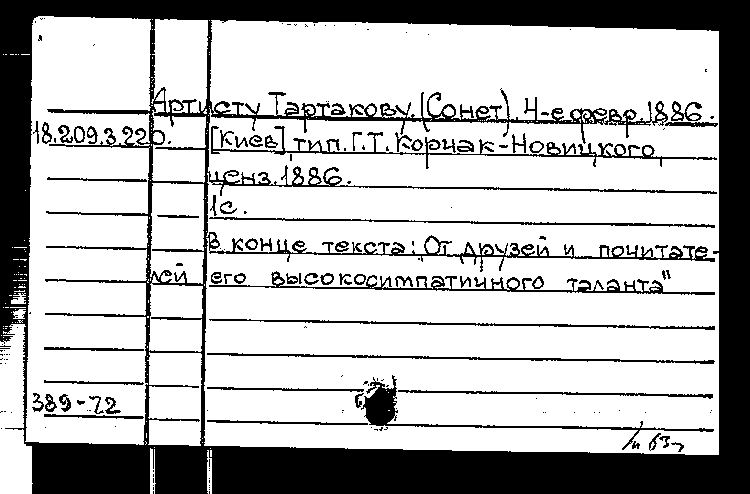 Артисту Тартакову. (Сонет). 4-е февр. 1886.
18.209.3.220. [Киев], тип. Г.Т. Корчак-Новицкого,
ценз. 1886.
1с.
В конце текста: „От друзей и почитате-
лей его высокосимпатичного таланта"
389-72